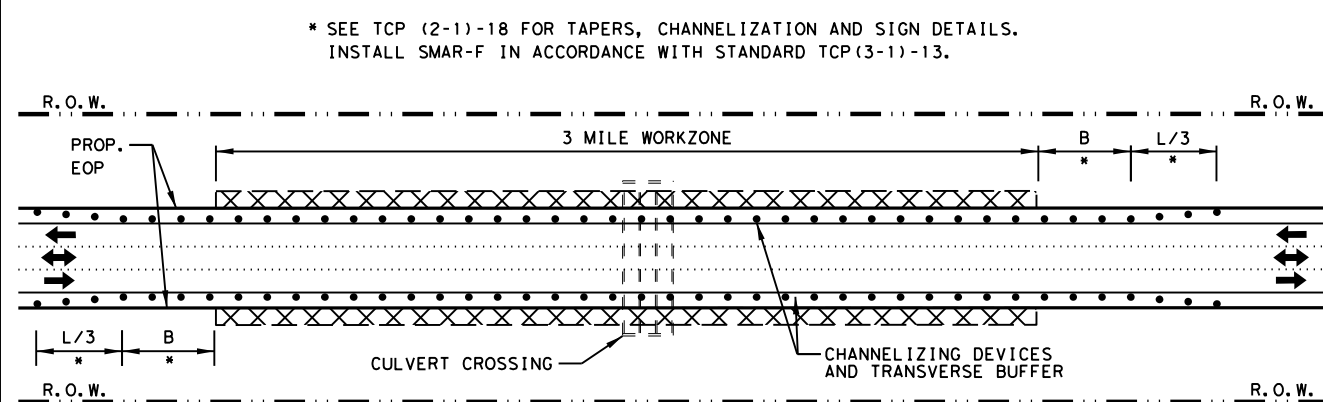 * SEE TCP (2-1)-18 FOR TAPERS, CHANNELIZATION AND SIGN DETAILS.
INSTALL SMAR-F IN ACCORDANCE WITH STANDARD TCP(3-1)-13.
R.O.W.
R.O.W.
PROP.
EOP
3 MILE WORKZONE
B
*
L/3
*
L/3
*
B
*
CULVERT CROSSING
CHANNELIZING DEVICES
AND TRANSVERSE BUFFER
R.O.W.
R.O.W.